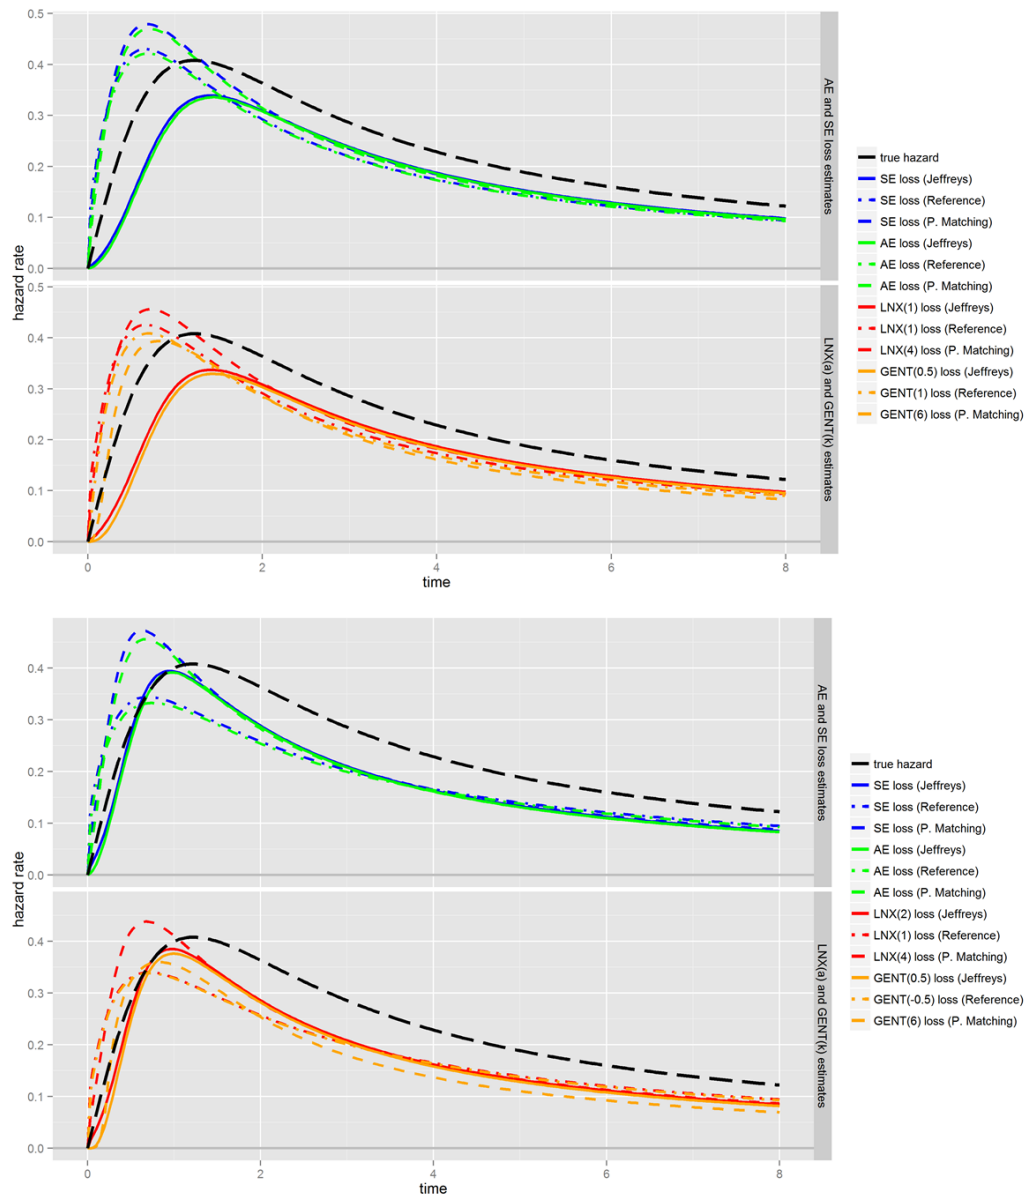 0.5
0.4
0.3
0.2
0.1
0.0
AE and SE loss estimates
0.5
0.4
0.3
0.2
0.1
0.0
LNX(a) and GENT(k) estimates
hazard rate
0 2 4 6 8
time
true hazard
SE loss (Jeffreys)
SE loss (Reference)
SE loss (P. Matching)
AE loss (Jeffreys)
AE loss (Reference)
AE loss (P. Matching)
LNX(1) loss (Jeffreys)
LNX(1) loss (Reference)
LNX(4) loss (P. Matching)
GENT(0.5) loss (Jeffreys)
GENT(1) loss (Reference)
GENT(6) loss (P. Matching)
0.4
0.3
0.2
0.1
0.0
AE and SE loss estimates
0.4
0.3
0.2
0.1
0.0
LNX(a) and GENT(k) estimates
hazard rate
0 2 4 6 8
time
true hazard
SE loss (Jeffreys)
SE loss (Reference)
SE loss (P. Matching)
AE loss (Jeffreys)
AE loss (Reference)
AE loss (P. Matching)
LNX(2) loss (Jeffreys)
LNX(1) loss (Reference)
LNX(4) loss (P. Matching)
GENT(0.5) loss (Jeffreys)
GENT(-0.5) loss (Reference)
GENT(6) loss (P. Matching)